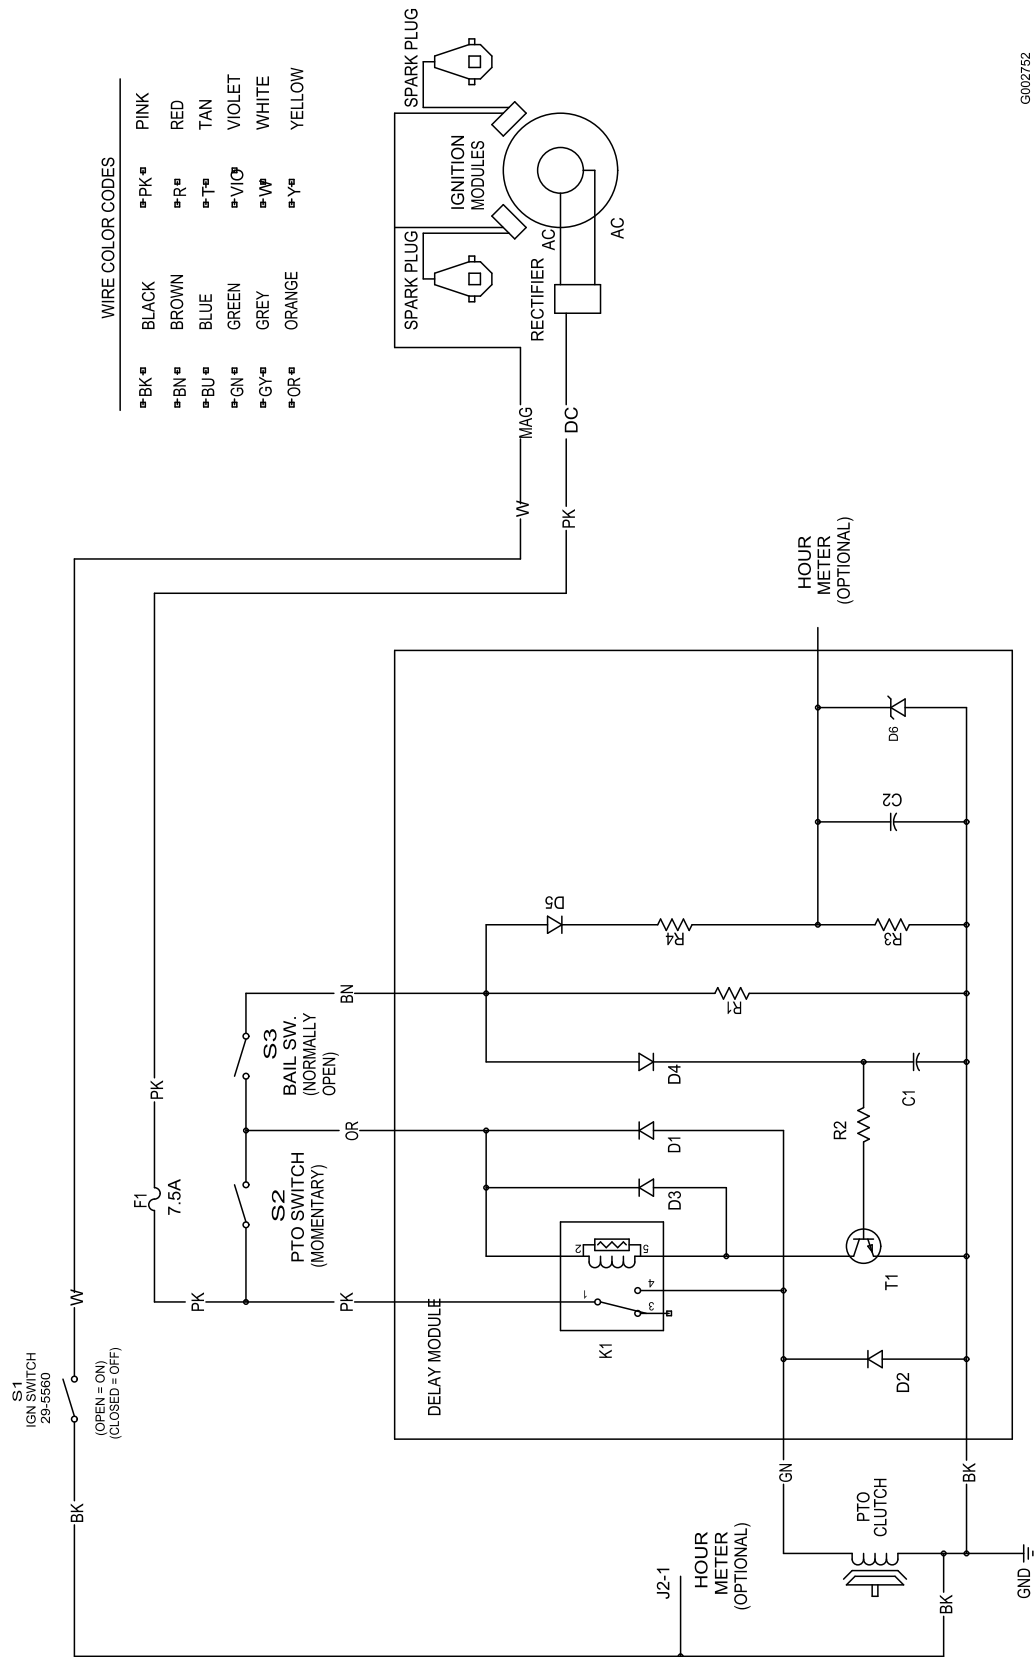 WIRE COLOR CODES
BK BLACK PK PINK
BN BROWN R RED
BU BLUE T TAN
GN GREEN VIO VIOLET
GY GREY W WHITE
OR ORANGE Y YELLOW
SPARK PLUG
SPARK PLUG
IGNITION
MODULES
AC
AC
RECTIFIER
MAG
DC
W
PK
HOUR
METER
(OPTIONAL)
S1
IGN SWITCH
29-5560
(OPEN = ON)
(CLOSED = OFF)
W
BK
F1
7.5A
PK
PK
PK
S2
PTO SWITCH
(MOMENTARY)
S3
BAIL SW.
(NORMALLY
OPEN)
OR
BN
DELAY MODULE
K1
1
2
3
4
5
D3
D1
D4
D5
R1
R4
R3
R2
C1
C2
D6
T1
D2
GN
BK
PTO
CLUTCH
J2-1
HOUR
METER
(OPTIONAL)
BK
GND
G002752